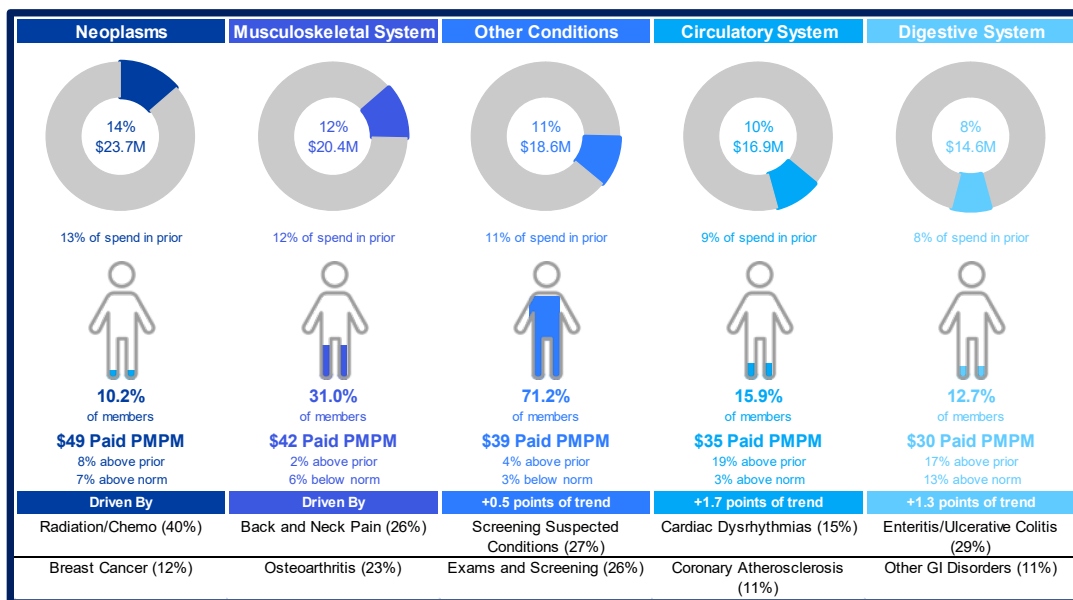 Neoplasms
Musculoskeletal System
Other Conditions
Circulatory System
Digestive System
14%
$23.7M
12%
$20.4M
11%
$18.6M
10%
$16.9M
8%
$14.6M
13% of spend in prior
12% of spend in prior
11% of spend in prior
9% of spend in prior
8% of spend in prior
10.2%
of members
31.0%
of members
71.2%
of members
15.9%
of members
12.7%
of members
$49 Paid PMPM
8% above prior
7% above norm
$42 Paid PMPM
2% above prior
6% below norm
$39 Paid PMPM
4% above prior
3% below norm
$35 Paid PMPM
19% above prior
3% above norm
$30 Paid PMPM
17% above prior
13% above norm
Driven By
Driven By
+0.5 points of trend
+1.7 points of trend
+1.3 points of trend
Radiation/Chemo (40%)
Back and Neck Pain (26%)
Screening Suspected
Conditions (27%)
Cardiac Dysrhythmias (15%)
Enteritis/Ulcerative Colitis
(29%)
Breast Cancer (12%)
Osteoarthritis (23%)
Exams and Screening (26%)
Coronary Atherosclerosis
(11%)
Other GI Disorders (11%)